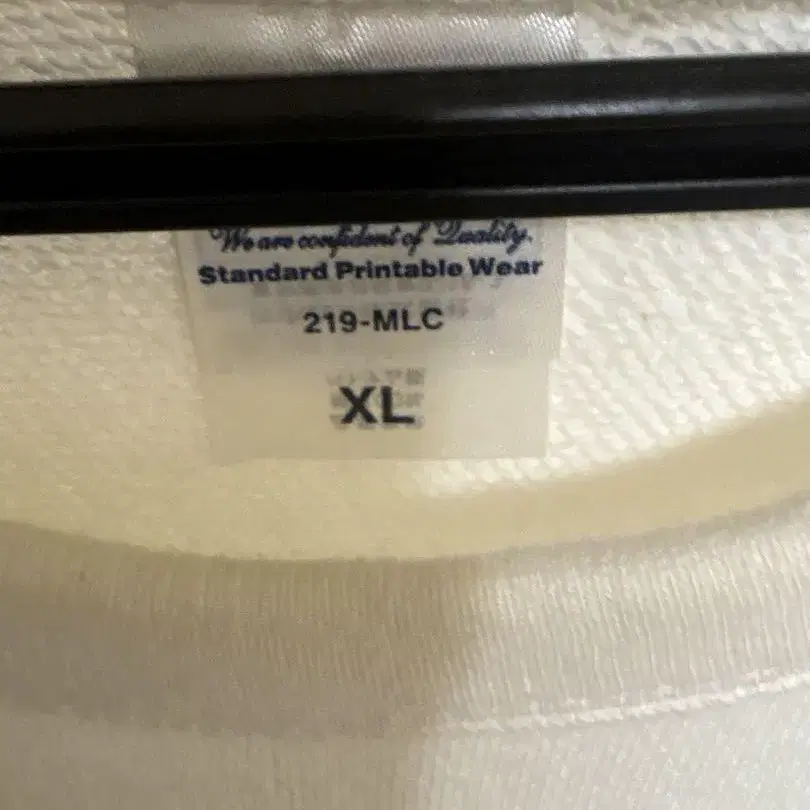 We are confident of Quality.
Standard Printable Wear
219-MLC
XL